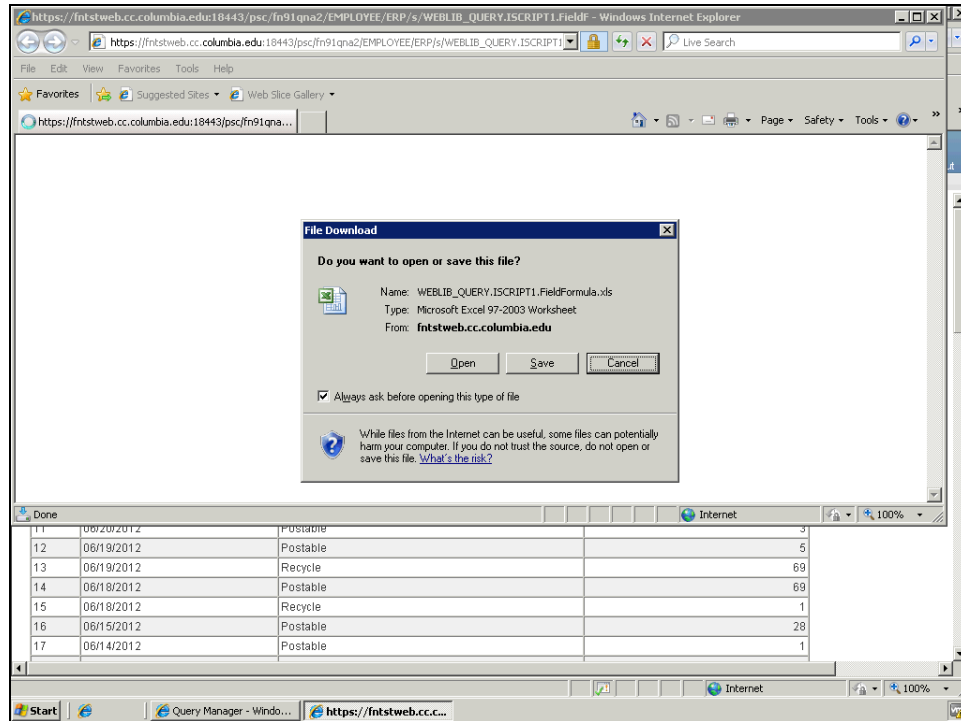 https://fntstweb.cc.columbia.edu:18443/psc/fn91qna2/EMPLOYEE/ERP/s/WEBLIB_QUERY.ISCRIPT1.FieldF - Windows Internet Explorer
https://fntstweb.cc.columbia.edu:18443/psc/fn91qna2/EMPLOYEE/ERP/s/WEBLIB_QUERY.ISCRIPT1 Live Search
File Edit View Favorites Tools Help
Favorites Suggested Sites Web Slice Gallery
https://fntstweb.cc.columbia.edu:18443/psc/fn91qna... Page Safety Tools »
File Download
Do you want to open or save this file?
Name: WEBLIB_QUERY.ISCRIPT1.FieldFormula.xls
Type: Microsoft Excel 97-2003 Worksheet
From: fntstweb.cc.columbia.edu
Open Save Cancel
Always ask before opening this type of file
While files from the Internet can be useful, some files can potentially
harm your computer. If you do not trust the source, do not open or
save this file. What's the risk?
Done Internet 100%
11 06/20/2012 Postable 3
12 06/19/2012 Postable 5
13 06/19/2012 Recycle 69
14 06/18/2012 Postable 69
15 06/18/2012 Recycle 1
16 06/15/2012 Postable 28
17 06/14/2012 Postable 1
Internet 100%
Start Query Manager - Windo... https://fntstweb.cc.c...